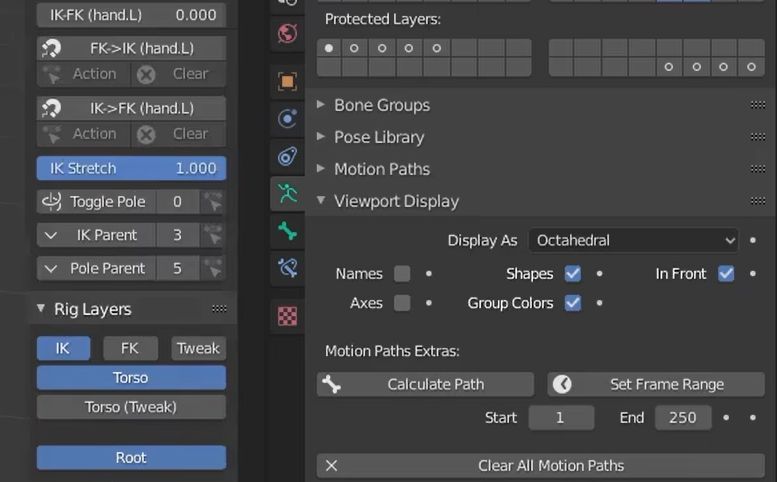 IK-FK (hand.L) 0.000
FK->IK (hand.L)
Action Clear
IK->FK (hand.L)
Action Clear
IK Stretch 1.000
Toggle Pole 0
IK Parent 3
Pole Parent 5
Rig Layers
IK FK Tweak
Torso
Torso (Tweak)
Root
Protected Layers:
Bone Groups
Pose Library
Motion Paths
Viewport Display
Display As Octahedral
Names Shapes In Front
Axes Group Colors
Motion Paths Extras:
Calculate Path Set Frame Range
Start 1 End 250
Clear All Motion Paths